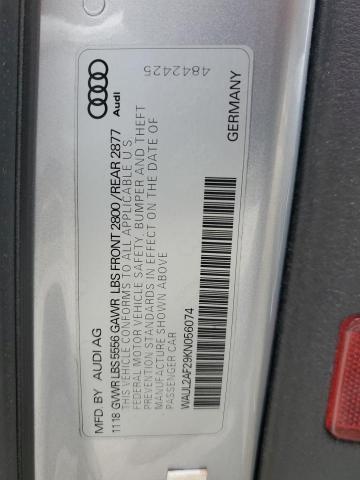 MFD. BY AUDI AG
1118 GVWR LBS 5556 GAWR LBS FRONT 2800 /REAR 2877
THIS VEHICLE CONFORMS TO ALL APPLICABLE U S
FEDERAL MOTOR VEHICLE SAFETY, BUMPER AND THEFT
PREVENTION STANDARDS IN EFFECT ON THE DATE OF
MANUFACTURE SHOWN ABOVE
PASSENGER CAR
WAUL2AF29KN056074
GERMANY
Audi
4842425